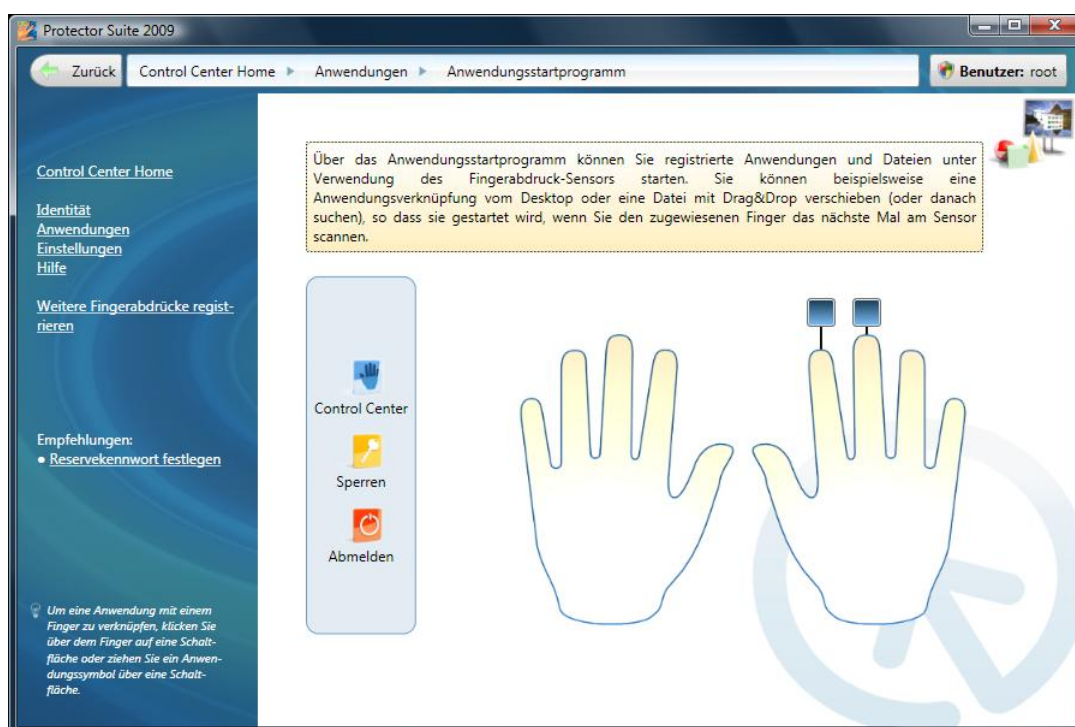 Protector Suite 2009
Zurück
Control Center Home
Anwendungen
Anwendungsstartprogramm
Benutzer: root
Control Center Home
Identität
Anwendungen
Einstellungen
Hilfe
Weitere Fingerabdrücke regist-
rieren
Empfehlungen:
● Reservekennwort festlegen
Um eine Anwendung mit einem
Finger zu verknüpfen, klicken Sie
über dem Finger auf eine Schalt-
fläche oder ziehen Sie ein Anwen-
dungssymbol über eine Schalt-
fläche.
Über das Anwendungsstartprogramm können Sie registrierte Anwendungen und Dateien unter
Verwendung des Fingerabdruck-Sensors starten. Sie können beispielsweise eine
Anwendungsverknüpfung vom Desktop oder eine Datei mit Drag&Drop verschieben (oder danach
suchen), so dass sie gestartet wird, wenn Sie den zugewiesenen Finger das nächste Mal am Sensor
scannen.
Control Center
Sperren
Abmelden